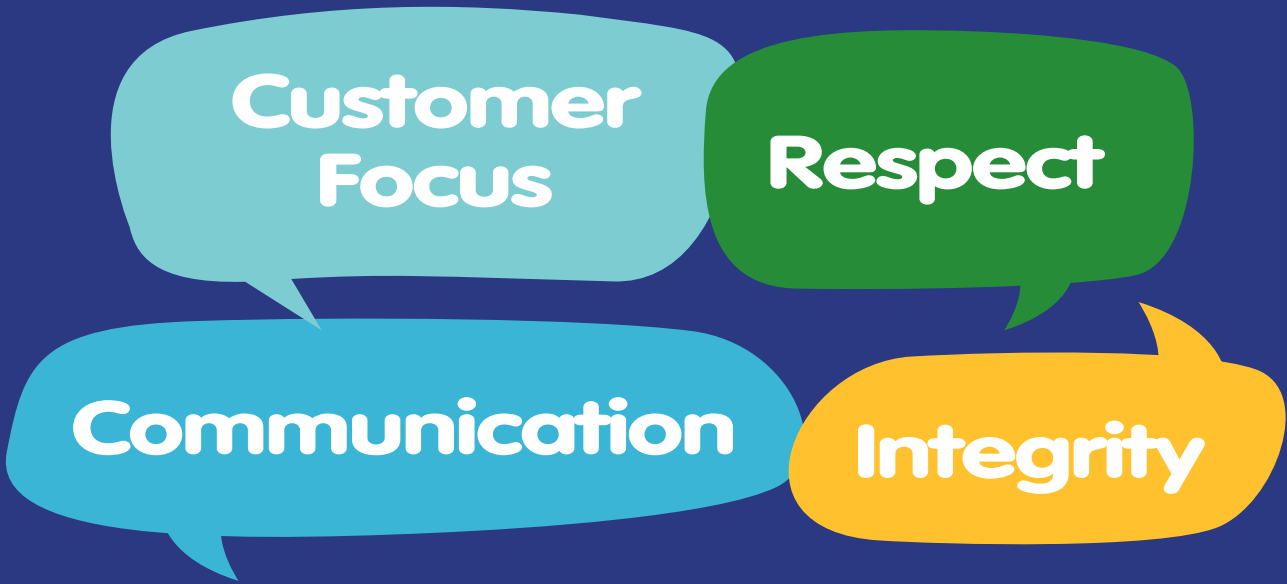 Customer
Focus
Respect
Communication
Integrity